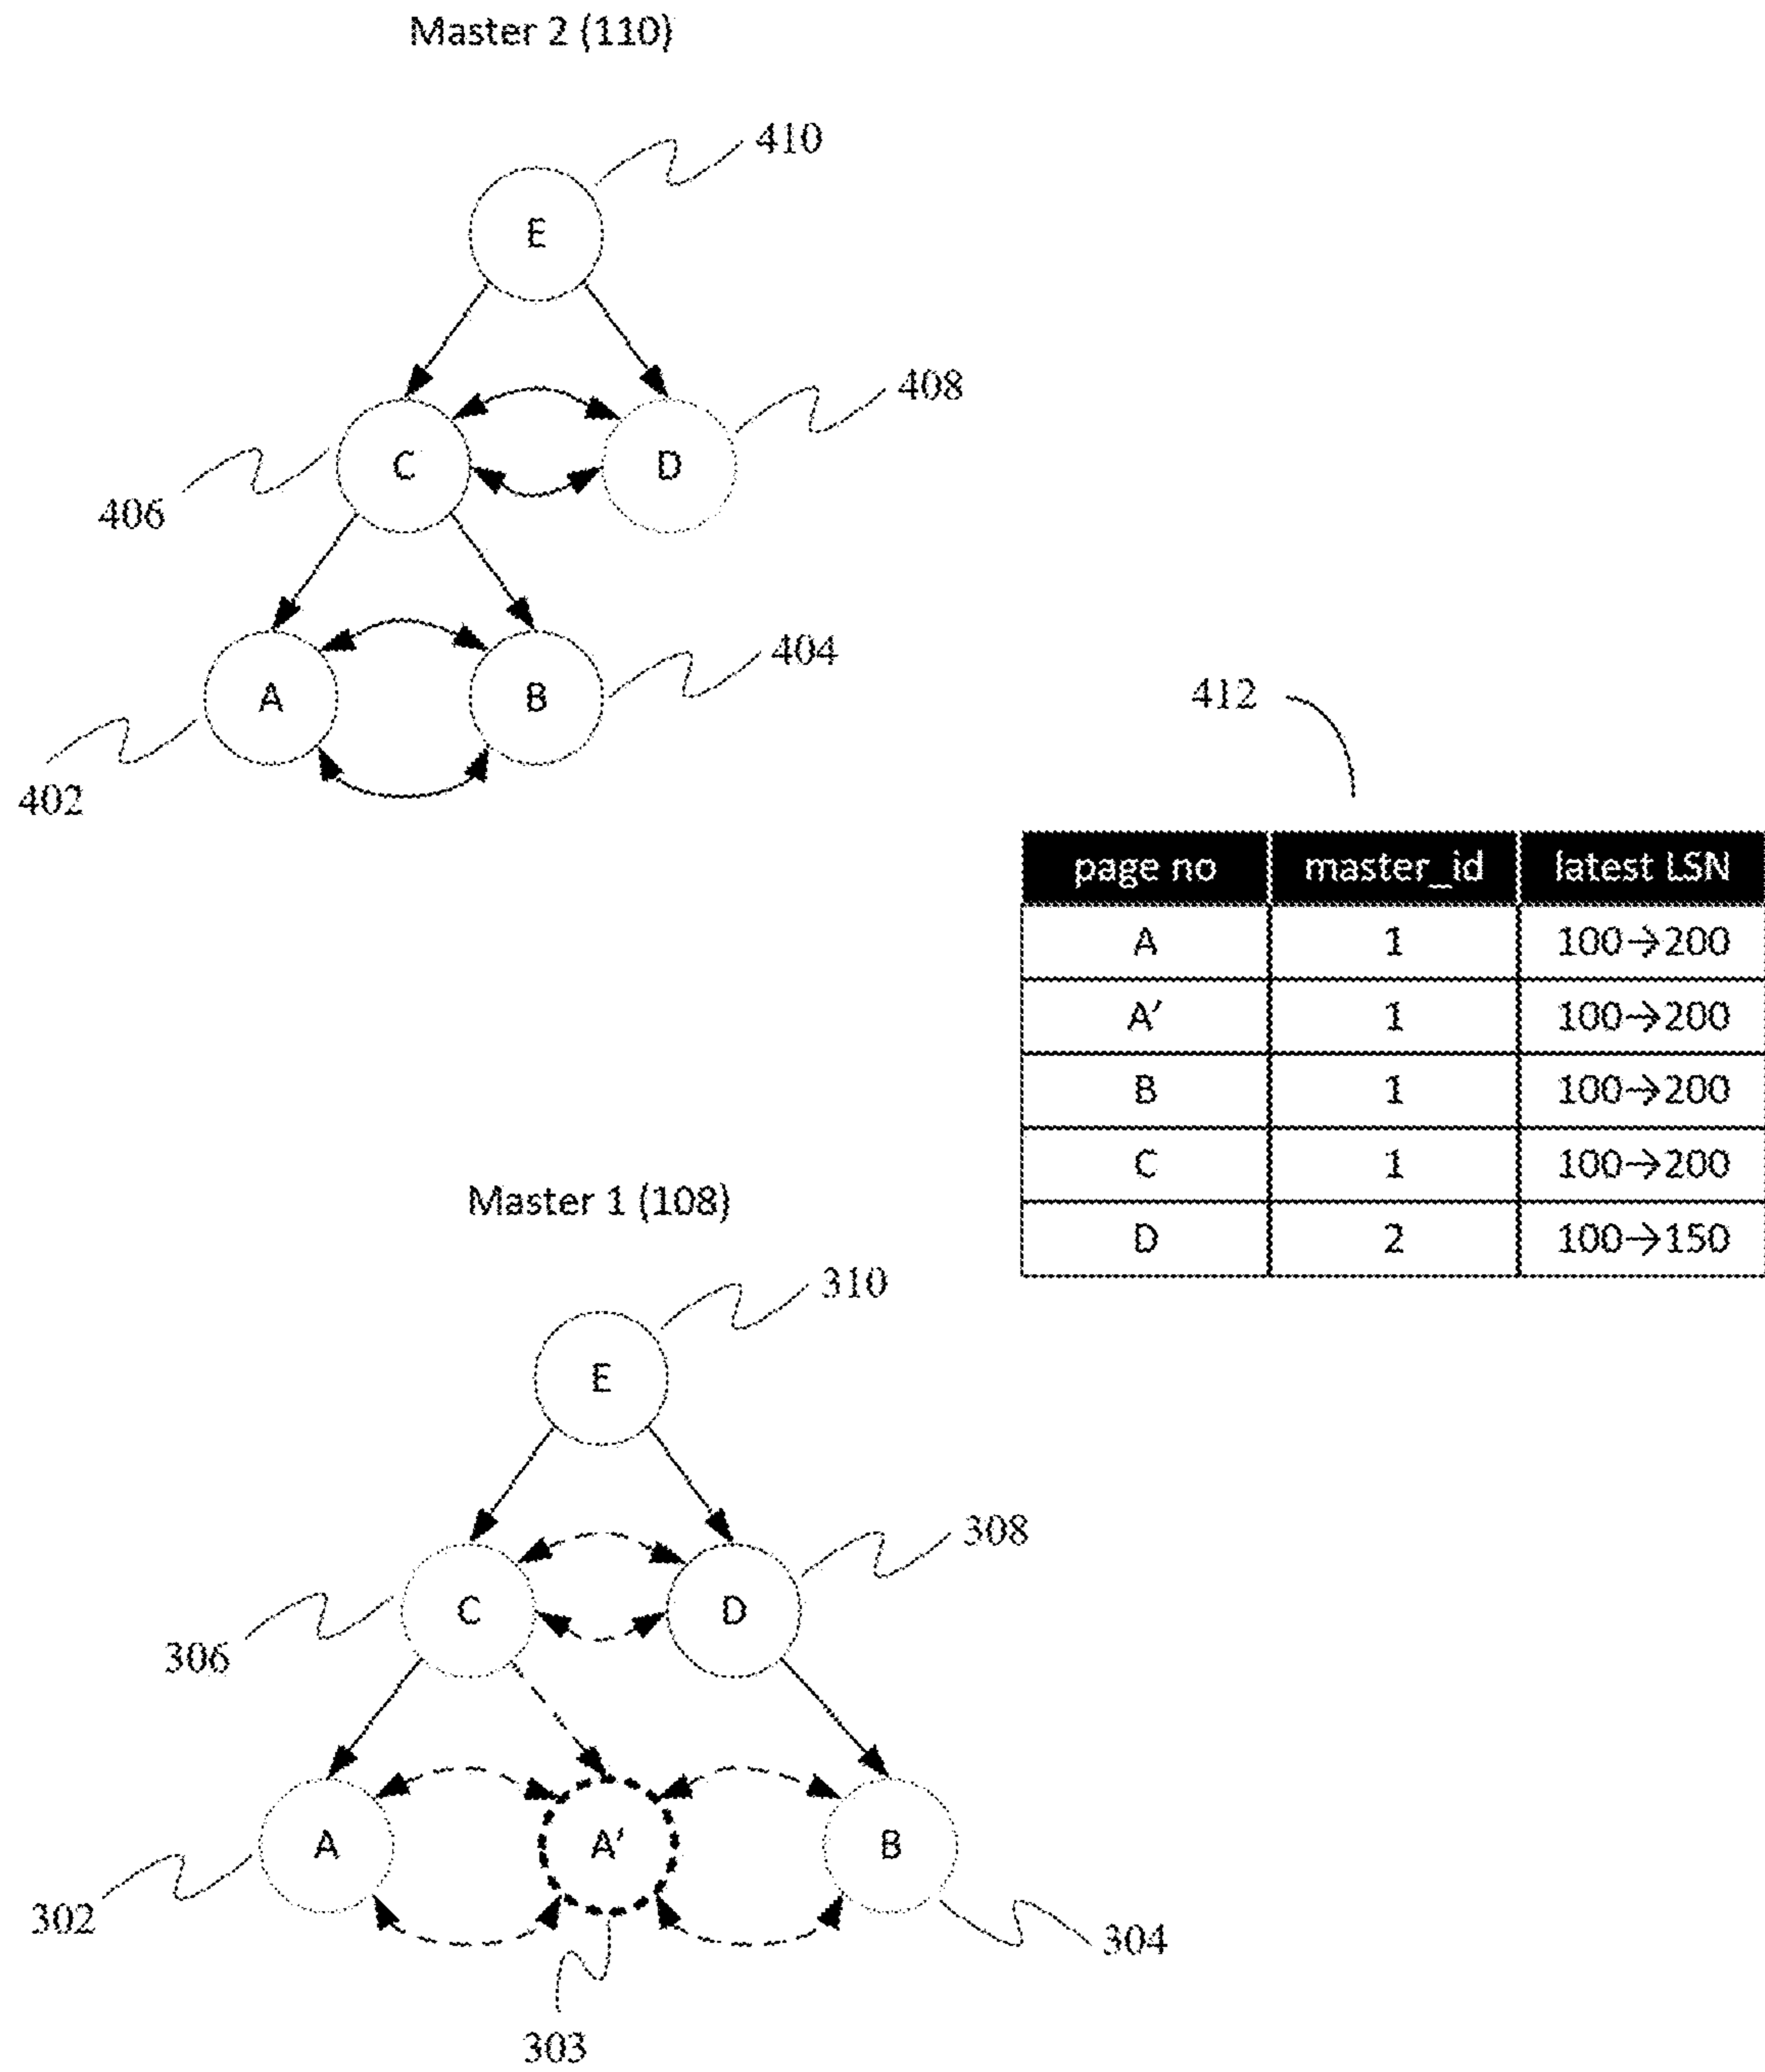 Master 2 (110)
410
E
408
C
D
406
404
A
B
402
412
page no master_id latest LSN
A 1 100→200
A′ 1 100→200
B 1 100→200
C 1 100→200
D 2 100→150
Master 1 (108)
310
E
308
C
D
306
A
A′
B
302
304
303